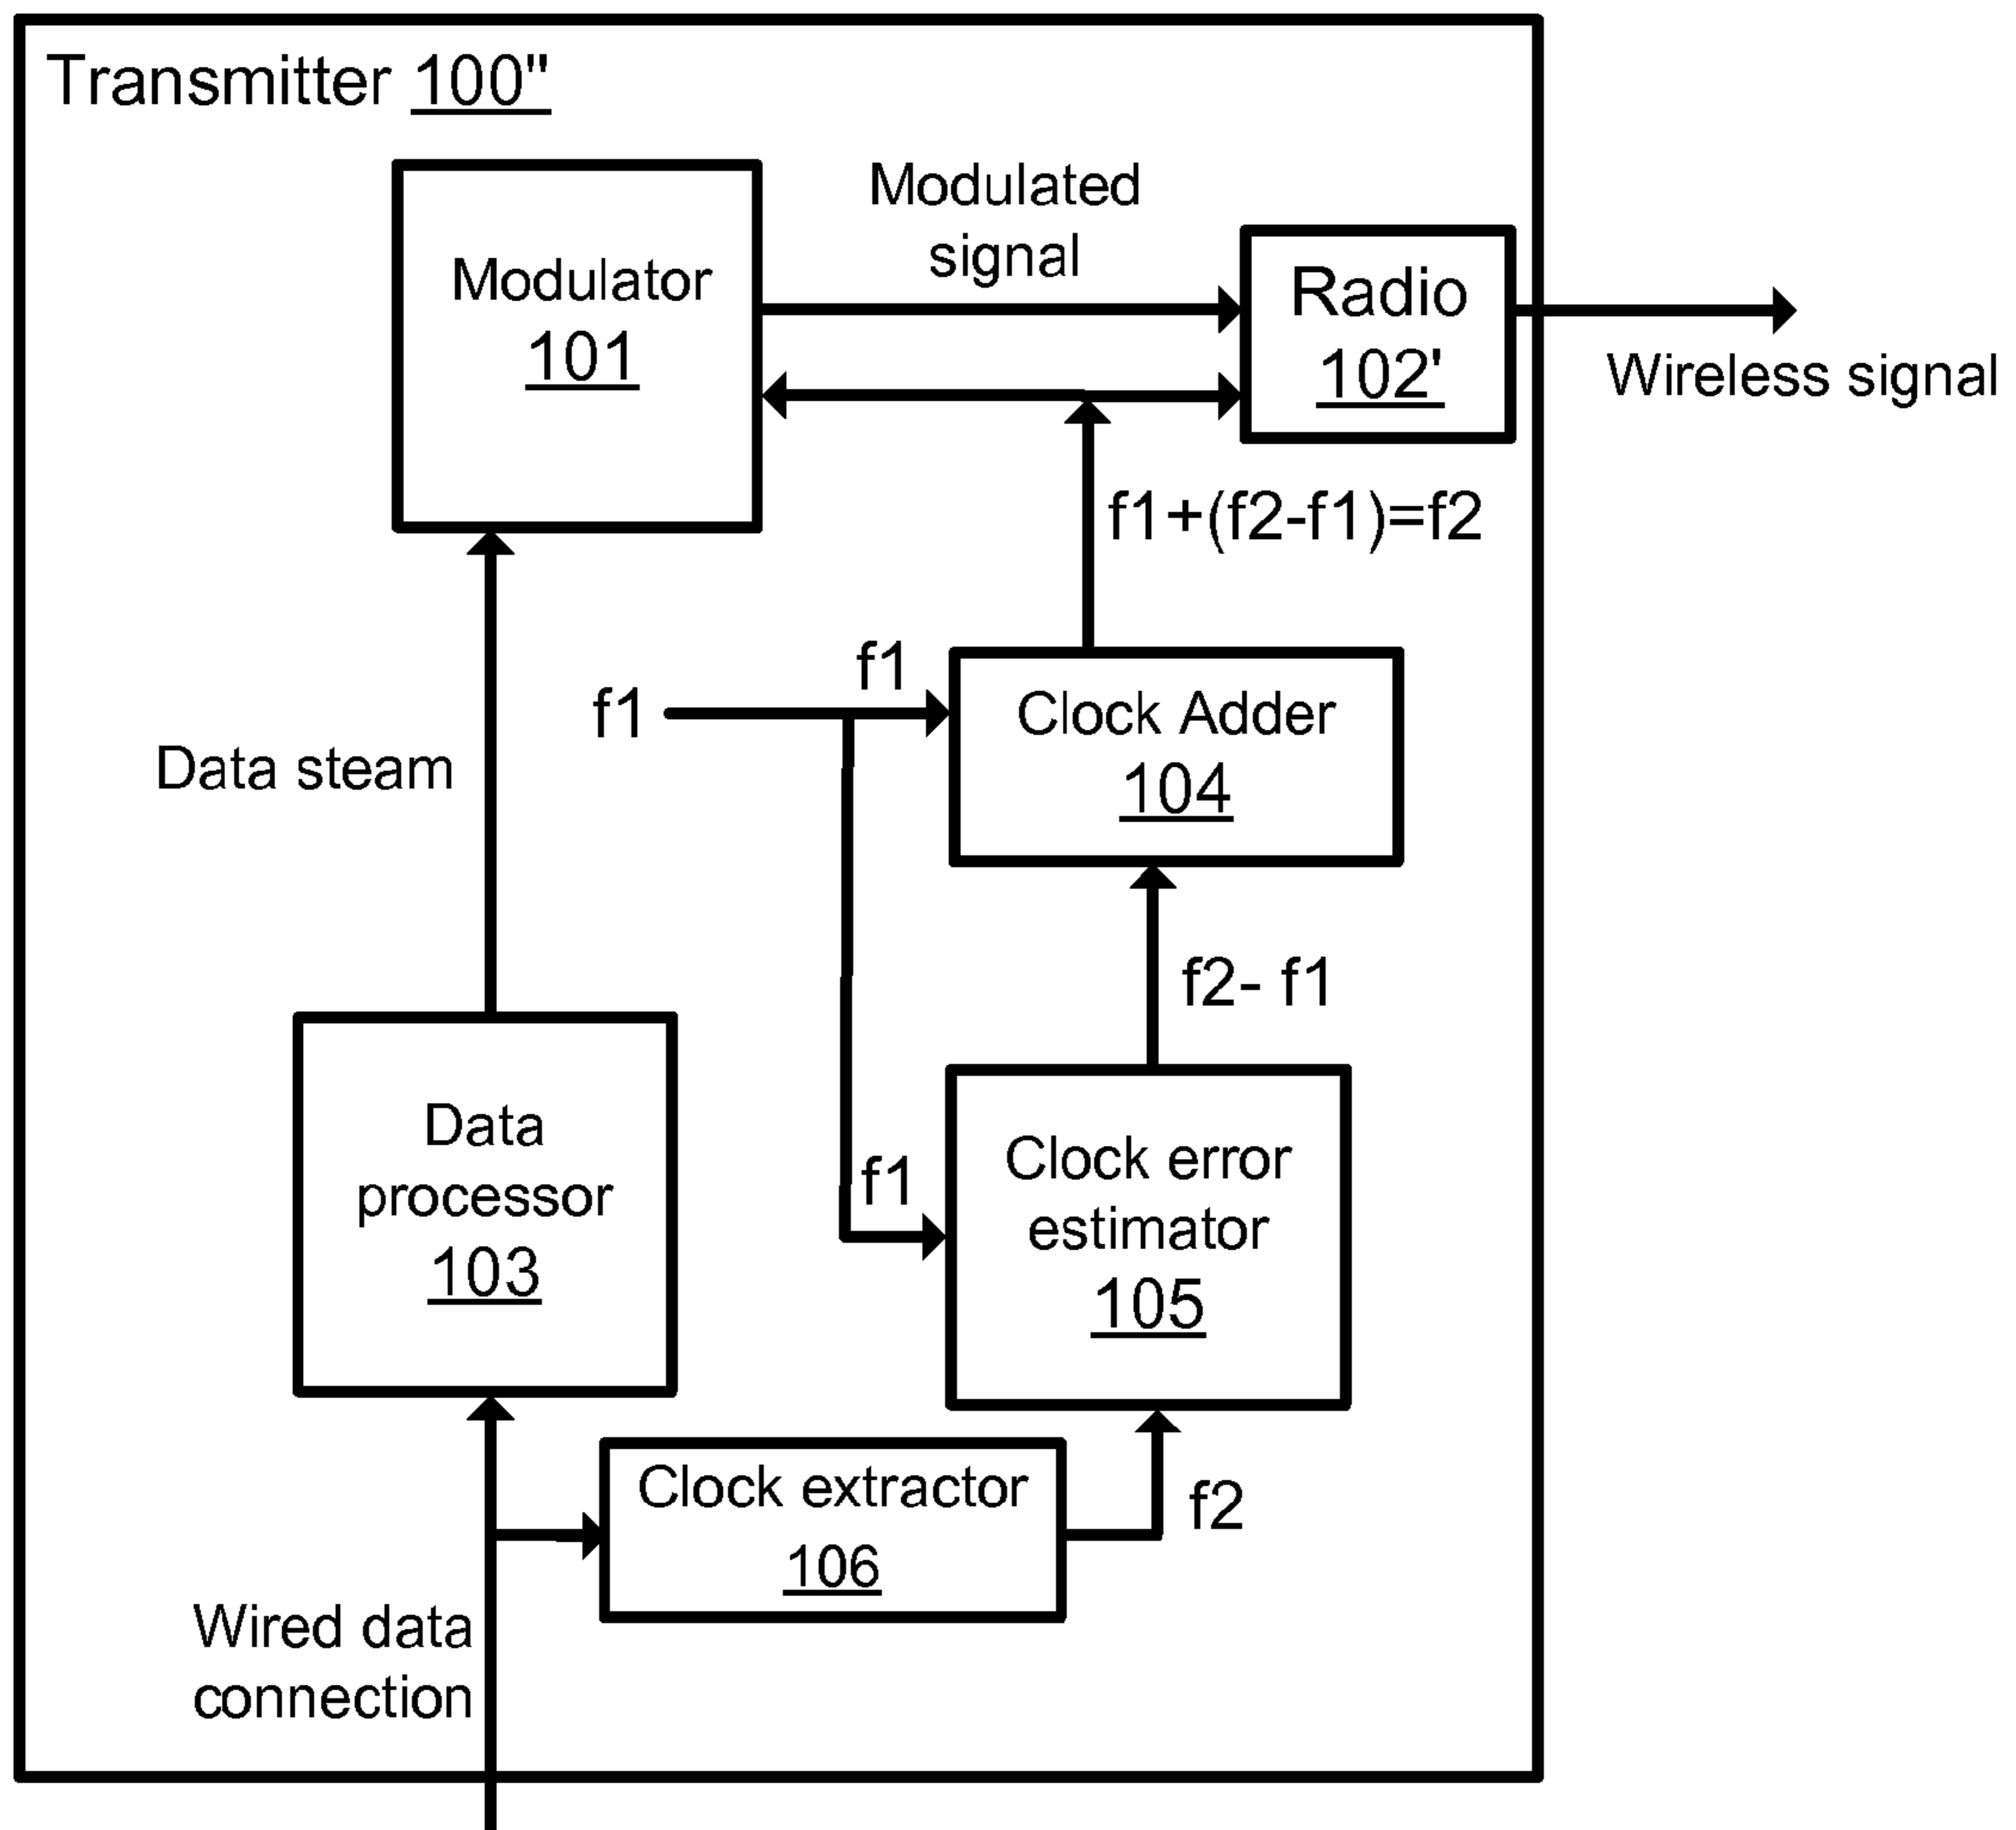 Transmitter 100"
Modulated
signal
Modulator
101
Radio
102'
Wireless signal
f1+(f2-f1)=f2
f1
f1
Clock Adder
104
Data steam
f2- f1
Data
processor
103
f1
Clock error
estimator
105
Clock extractor
106
f2
Wired data
connection